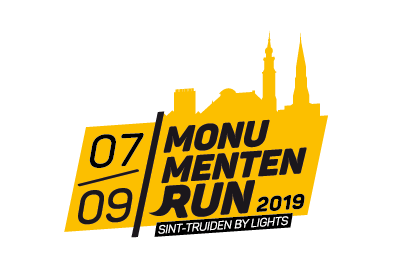 07
09
MONU
MENTEN
RUN 2019
SINT-TRUIDEN BY LIGHTS